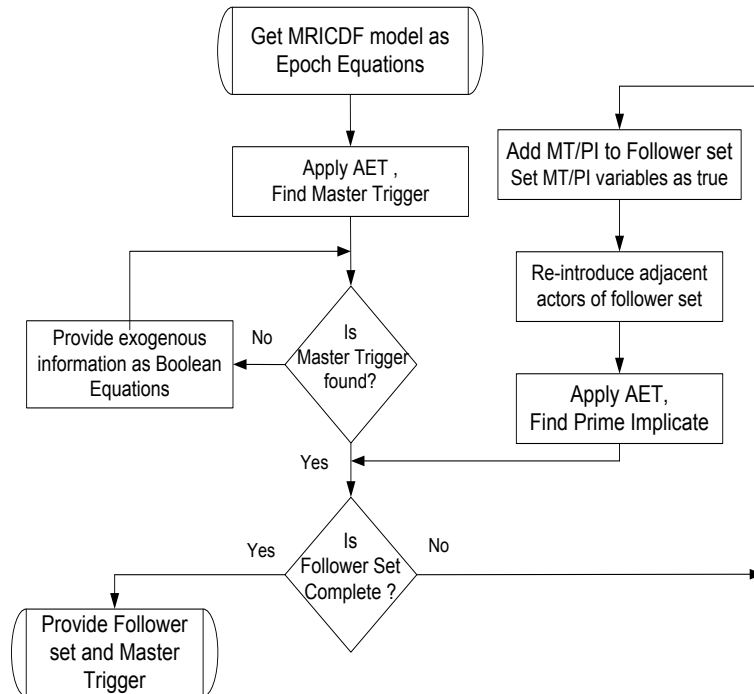 Get MRICDF model as
Epoch Equations
Apply AET ,
Find Master Trigger
Is
Master Trigger
found?
No
Provide exogenous
information as Boolean
Equations
Yes
Is
Follower Set
Complete ?
Yes
No
Provide Follower
set and Master
Trigger
Add MT/PI to Follower set
Set MT/PI variables as true
Re-introduce adjacent
actors of follower set
Apply AET,
Find Prime Implicate